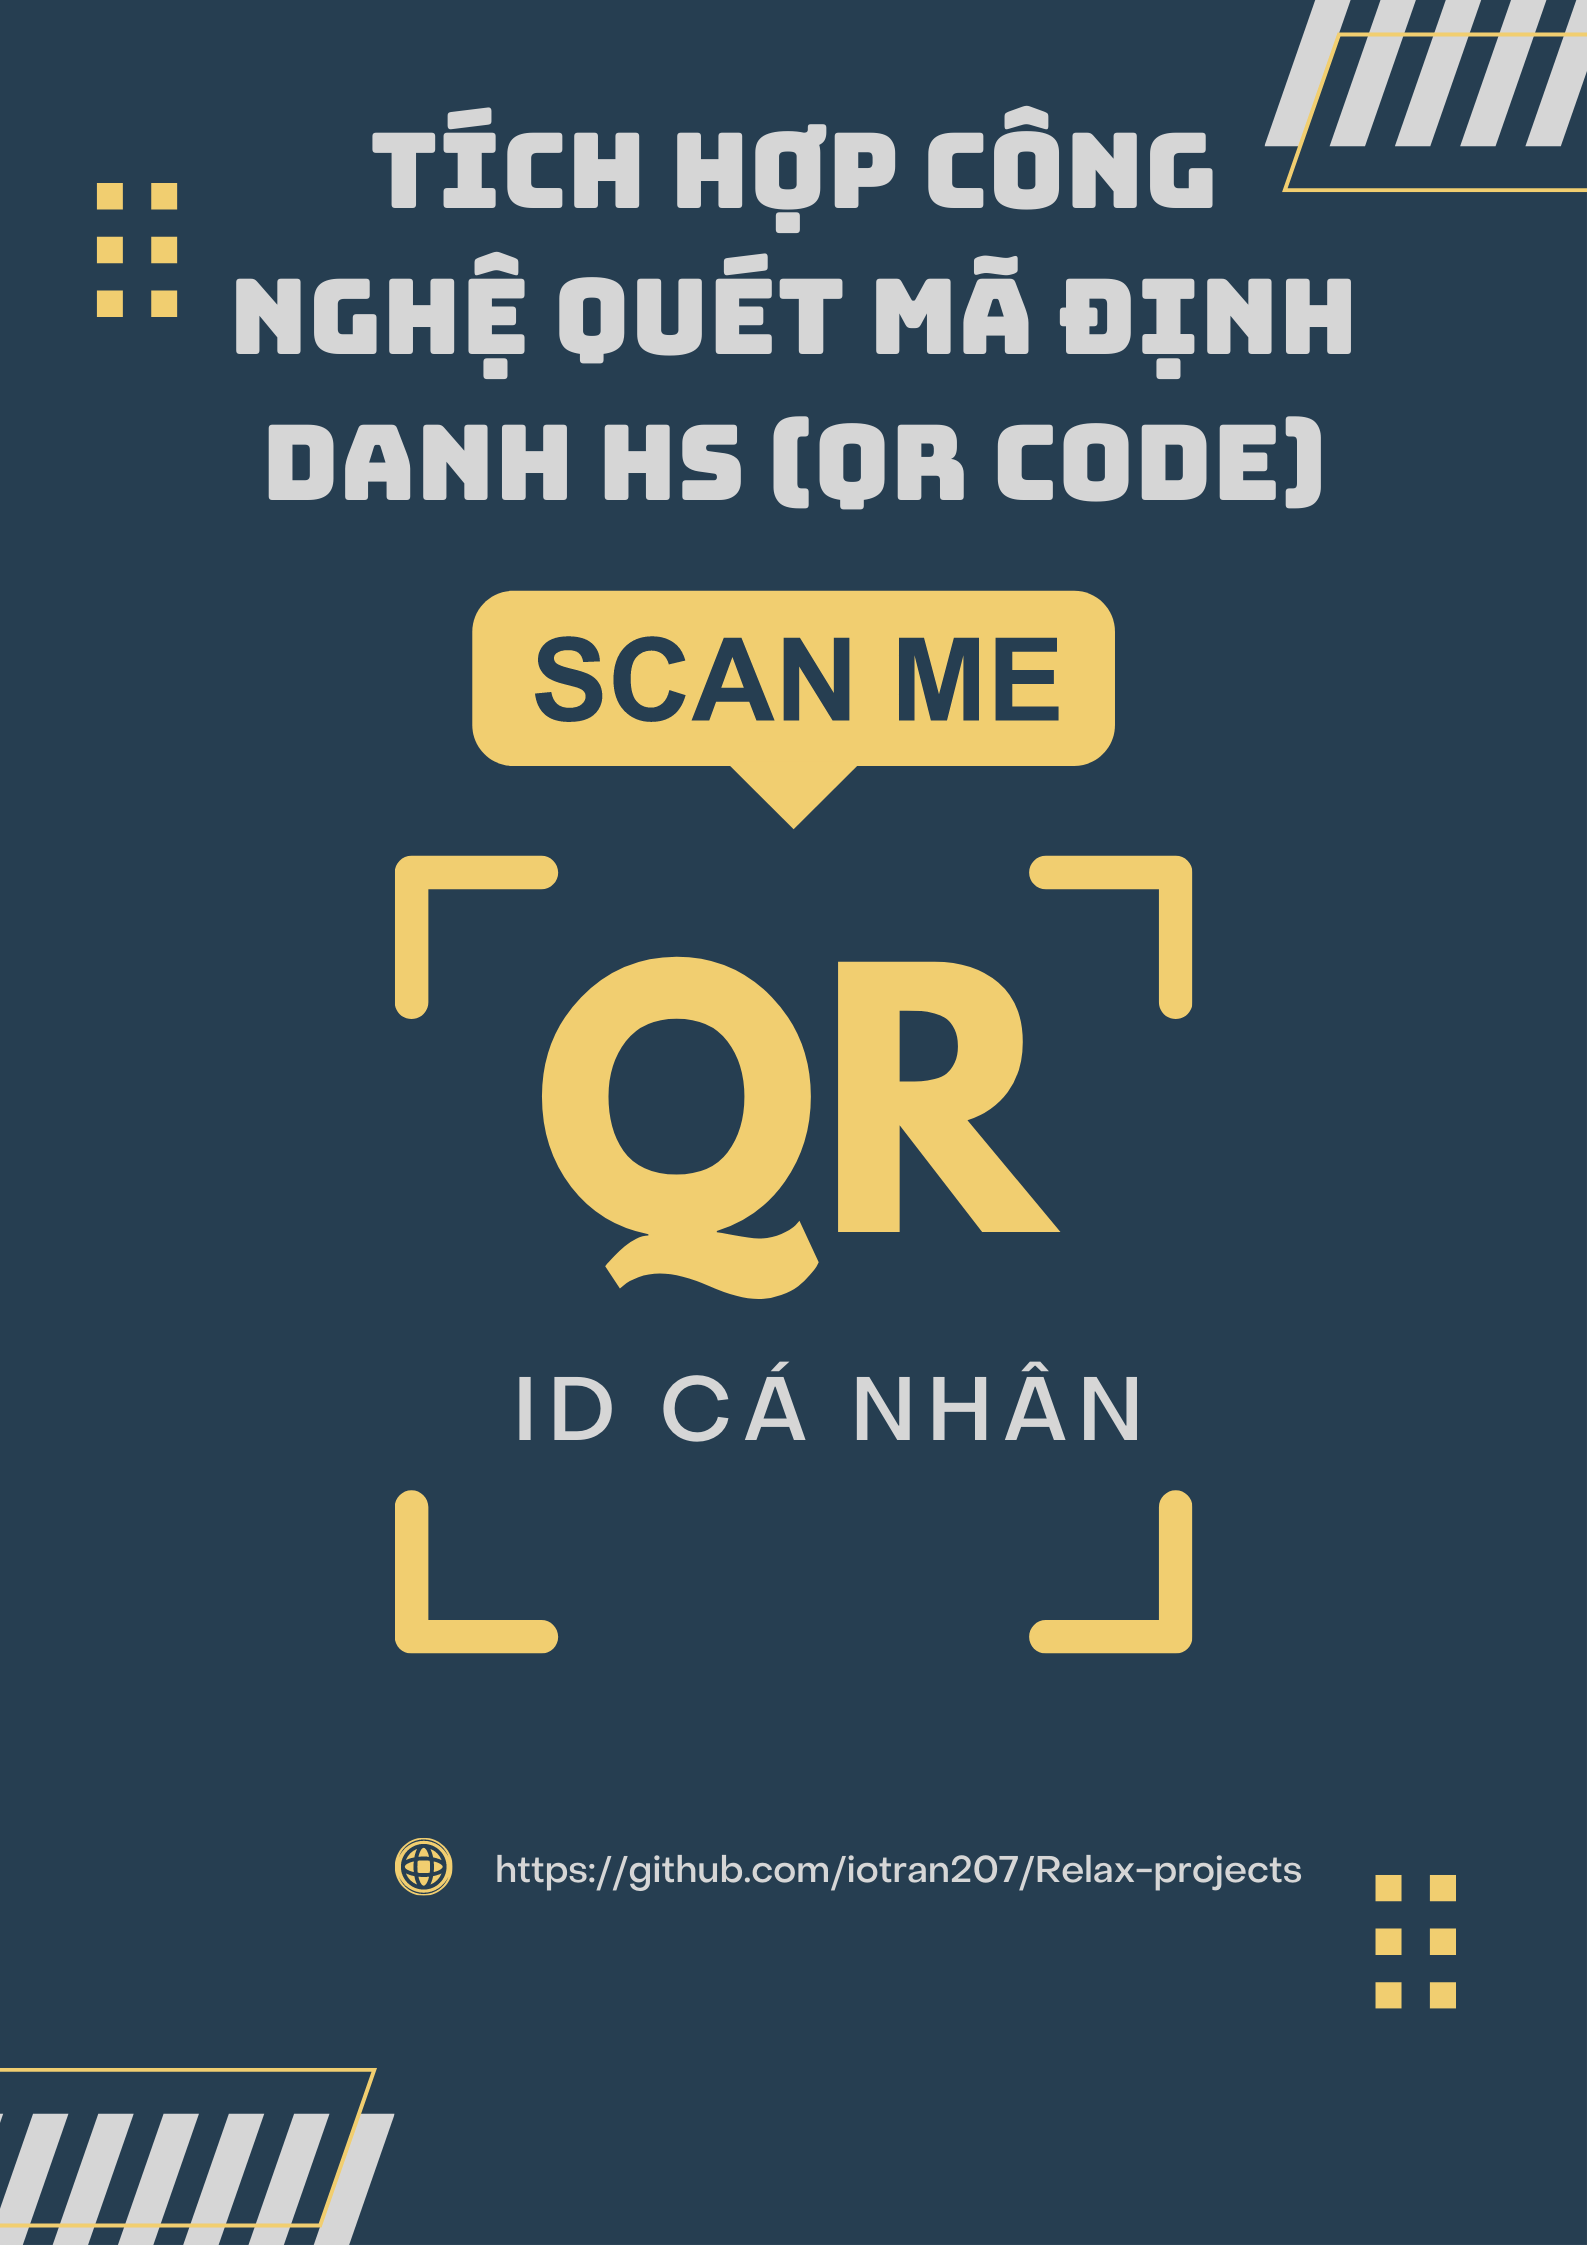 TÍCH HỢP CÔNG
NGHỆ QUÉT MÃ ĐỊNH
DANH HS (QR CODE)
SCAN ME
QR
ID CÁ NHÂN
https://github.com/iotran207/Relax-projects